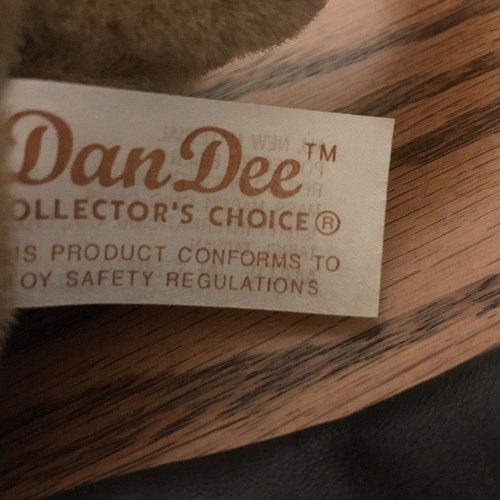 Dan Dee™
OLLECTOR'S CHOICE®
IS PRODUCT CONFORMS TO
OY SAFETY REGULATIONS